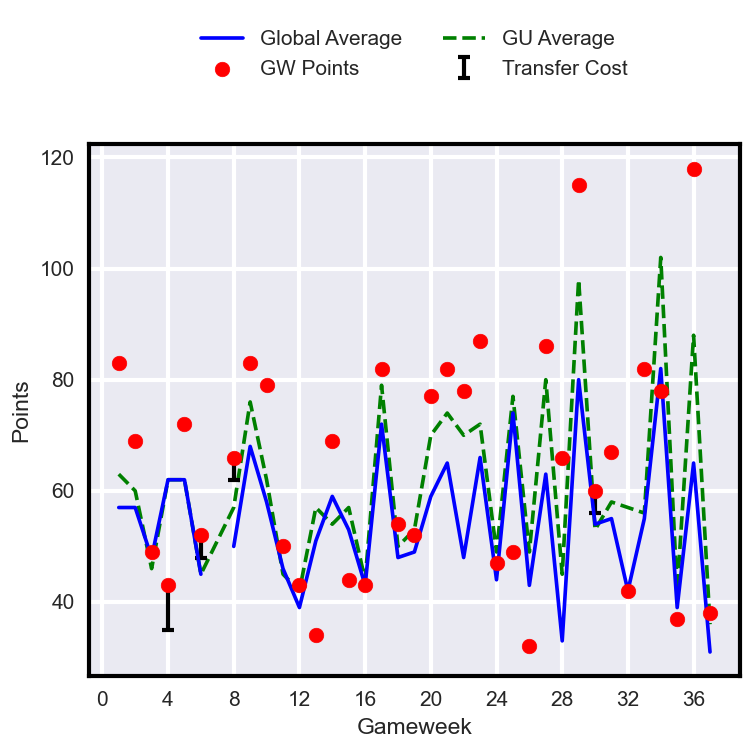 Global Average
GU Average
GW Points
Transfer Cost
120
100
80
60
40
Points
0 4 8 12 16 20 24 28 32 36
Gameweek